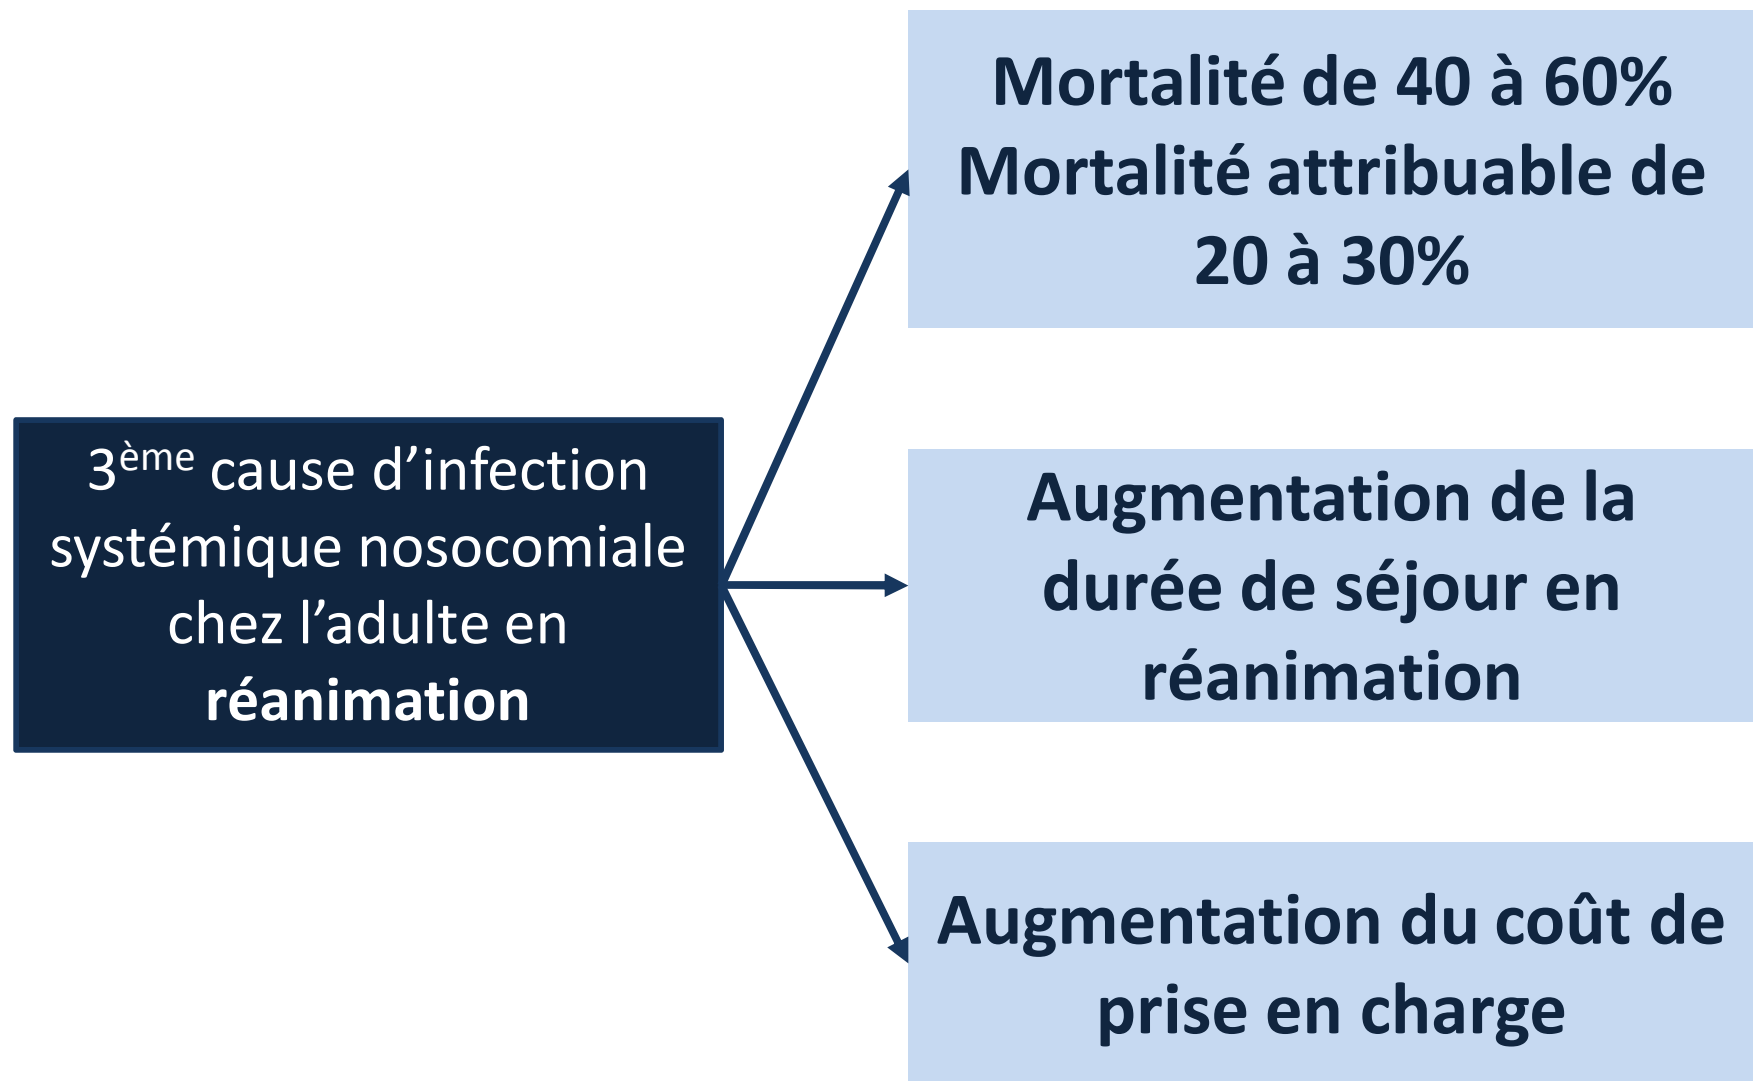 3ème cause d’infection
systémique nosocomiale
chez l’adulte en
réanimation
Mortalité de 40 à 60%
Mortalité attribuable de
20 à 30%
Augmentation de la
durée de séjour en
réanimation
Augmentation du coût de
prise en charge